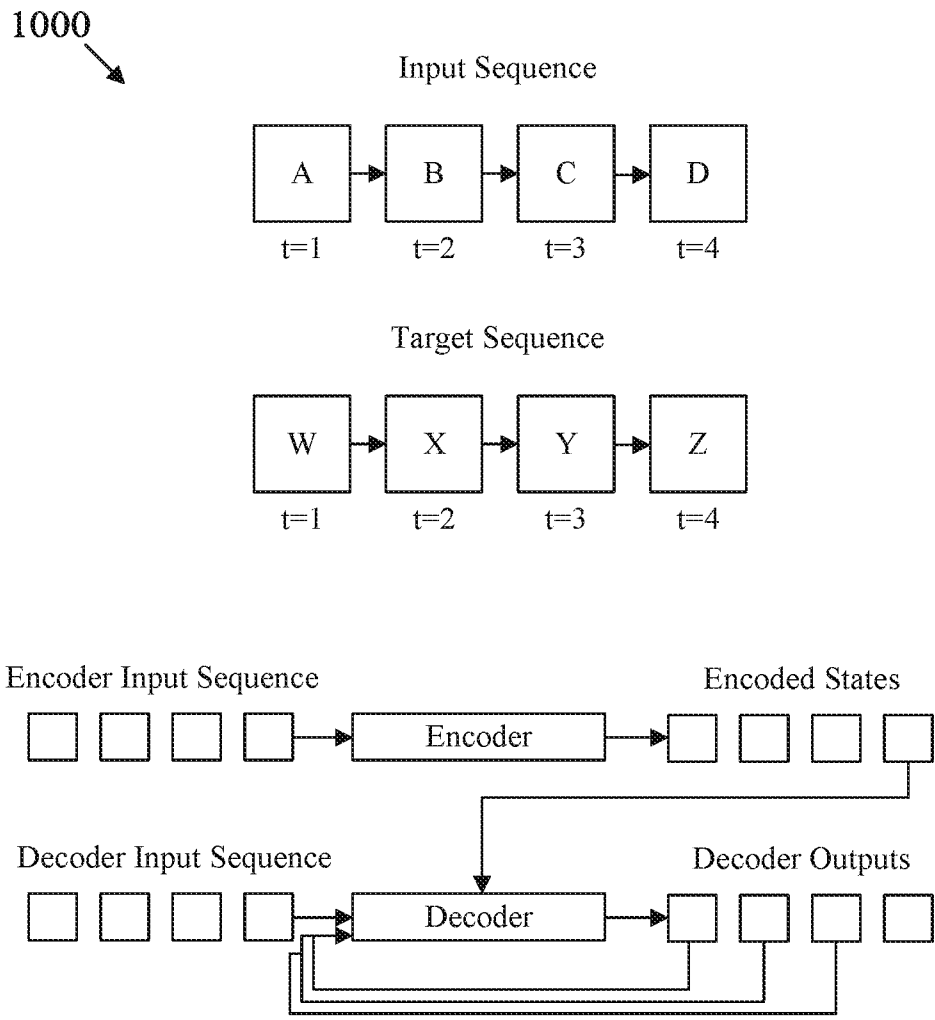 1000
Input Sequence
A B C D
t=1 t=2 t=3 t=4
Target Sequence
W X Y Z
t=1 t=2 t=3 t=4
Encoder Input Sequence Encoded States
Encoder
Decoder Input Sequence Decoder Outputs
Decoder